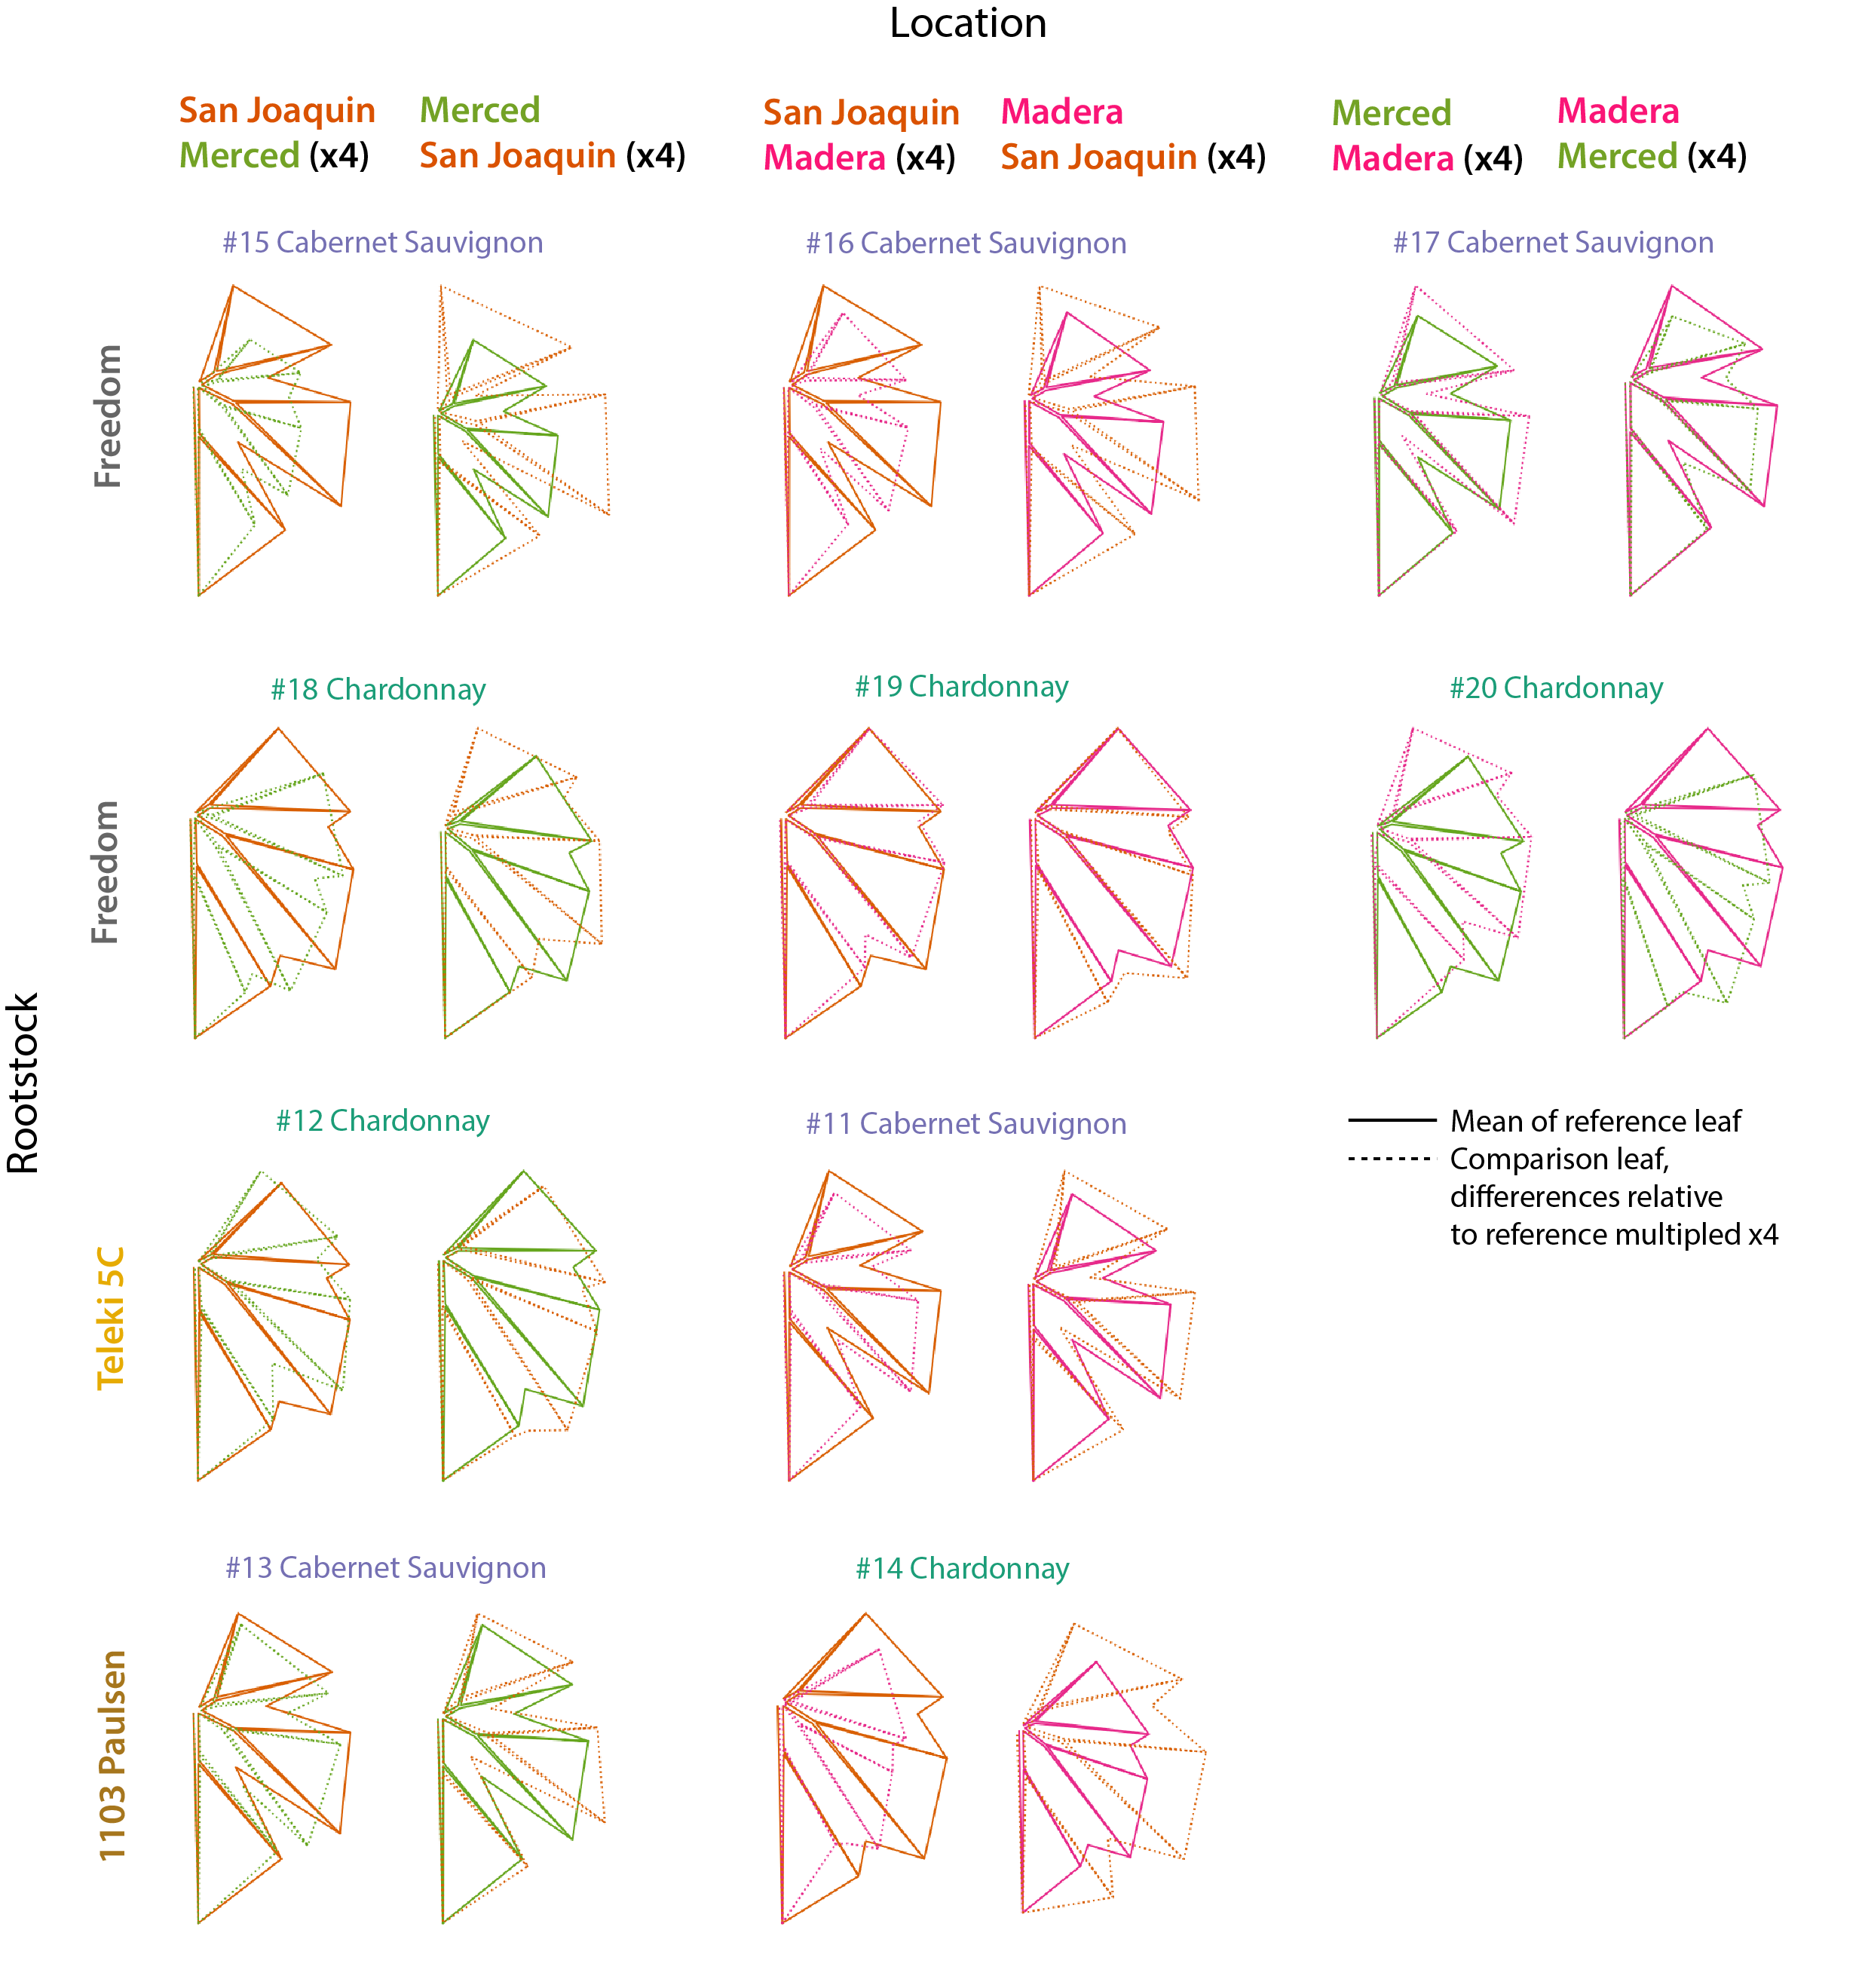 Location
San Joaquin
Merced (x4)
Merced
San Joaquin (x4)
San Joaquin
Madera (x4)
Madera
San Joaquin (x4)
Merced
Madera (x4)
Madera
Merced (x4)
Rootstock
Freedom
#15 Cabernet Sauvignon
#16 Cabernet Sauvignon
#17 Cabernet Sauvignon
Freedom
#18 Chardonnay
#19 Chardonnay
#20 Chardonnay
Teleki 5C
#12 Chardonnay
#11 Cabernet Sauvignon
Mean of reference leaf
Comparison leaf,
differerences relative
to reference multipled x4
1103 Paulsen
#13 Cabernet Sauvignon
#14 Chardonnay